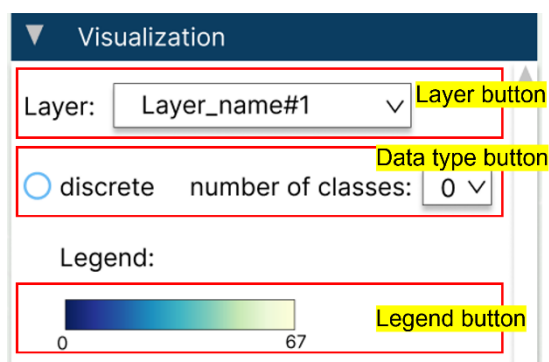 Visualization
Layer: Layer_name#1
Layer button
Data type button
discrete number of classes: 0
Legend:
Legend button
0 67